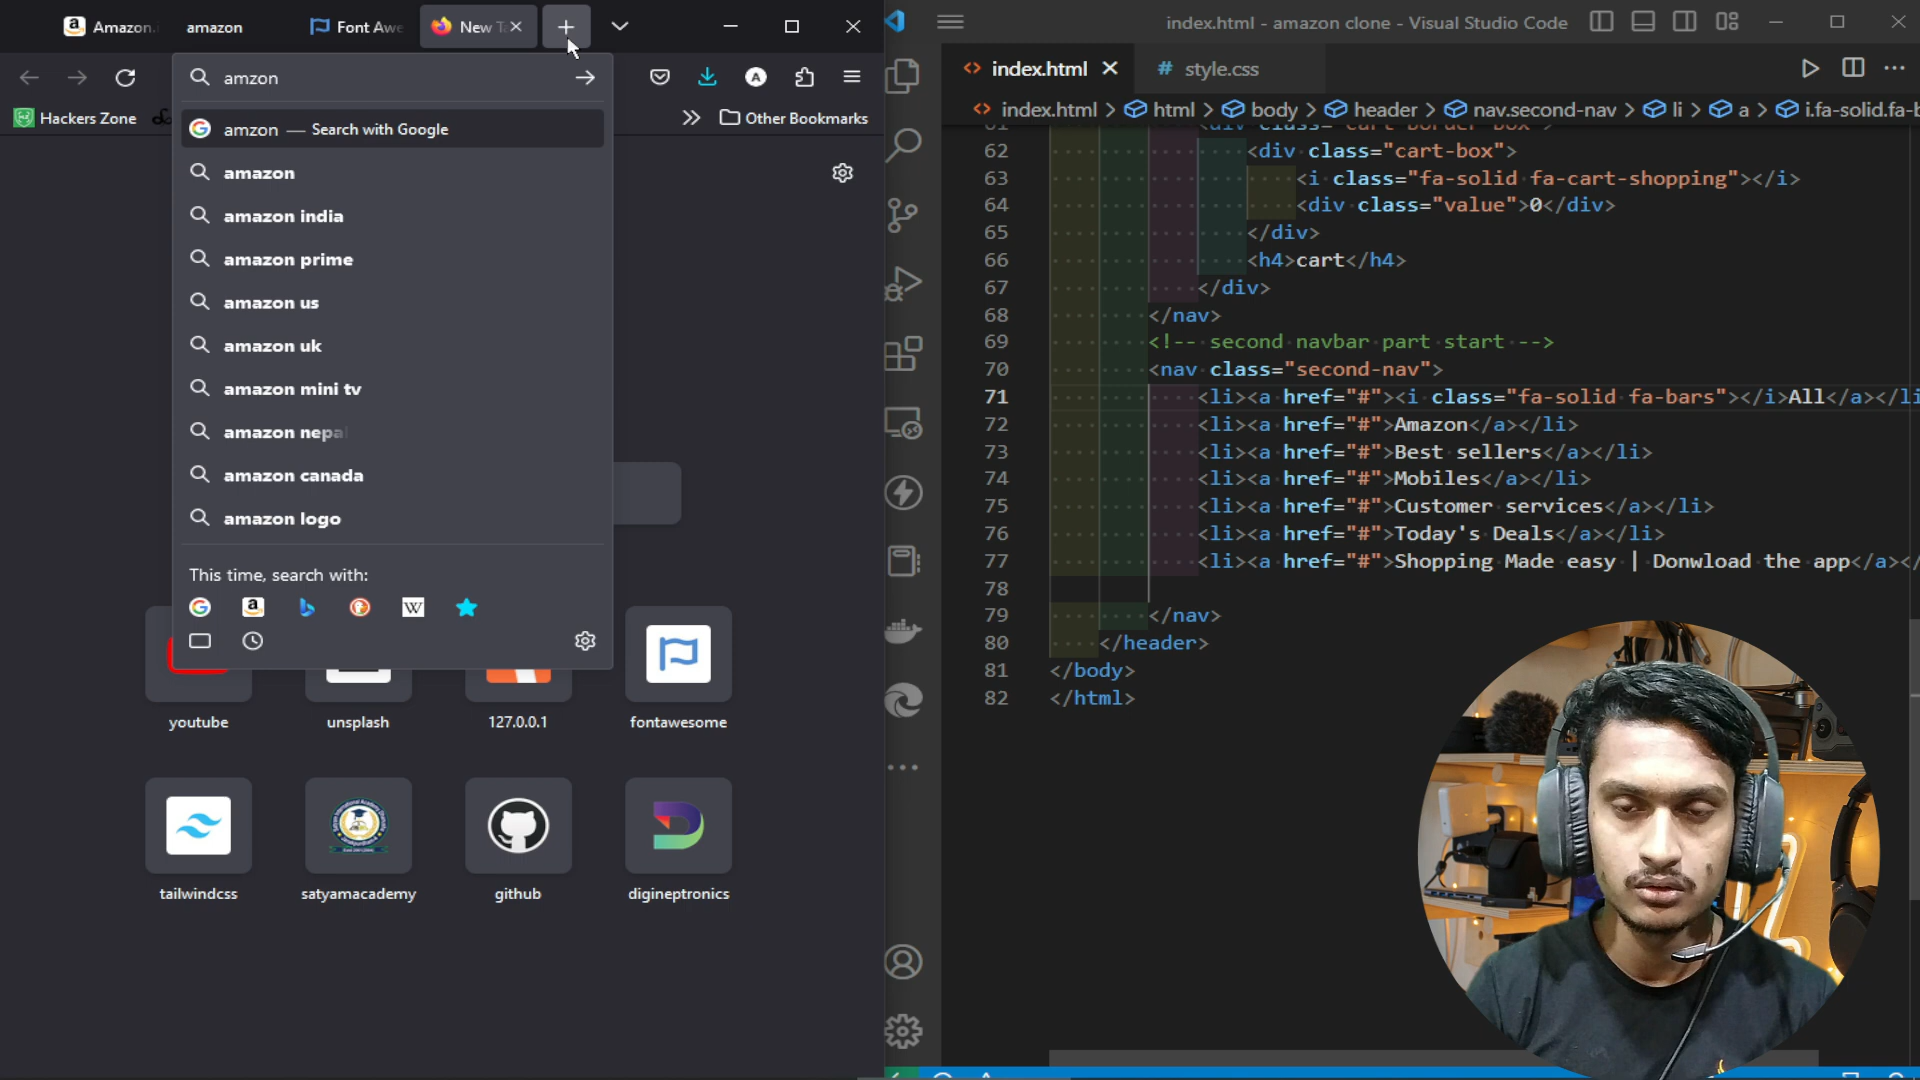 Amazon.
amazon
Font Awe
New T
index.html - amazon clone - Visual Studio Code
amzon
A
Hackers Zone
Other Bookmarks
amzon — Search with Google
amazon
amazon india
amazon prime
amazon us
amazon uk
amazon mini tv
amazon nepa
amazon canada
amazon logo
This time, search with:
youtube
unsplash
127.0.0.1
fontawesome
tailwindcss
satyamacademy
github
digineptronics
index.html
# style.css
index.html > html > body > header > nav.second-nav > li > a > i.fa-solid.fa-b
61 <div class="cart-border-box">
62 <div class="cart-box">
63 <i class="fa-solid fa-cart-shopping"></i>
64 <div class="value">0</div>
65 </div>
66 <h4>cart</h4>
67 </div>
68 </nav>
69 <!-- second navbar part start -->
70 <nav class="second-nav">
71 <li><a href="#"><i class="fa-solid fa-bars"></i>All</a></li
72 <li><a href="#">Amazon</a></li>
73 <li><a href="#">Best sellers</a></li>
74 <li><a href="#">Mobiles</a></li>
75 <li><a href="#">Customer services</a></li>
76 <li><a href="#">Today's Deals</a></li>
77 <li><a href="#">Shopping Made easy | Donwload the app</a></
78
79 </nav>
80 </header>
81 </body>
82 </html>